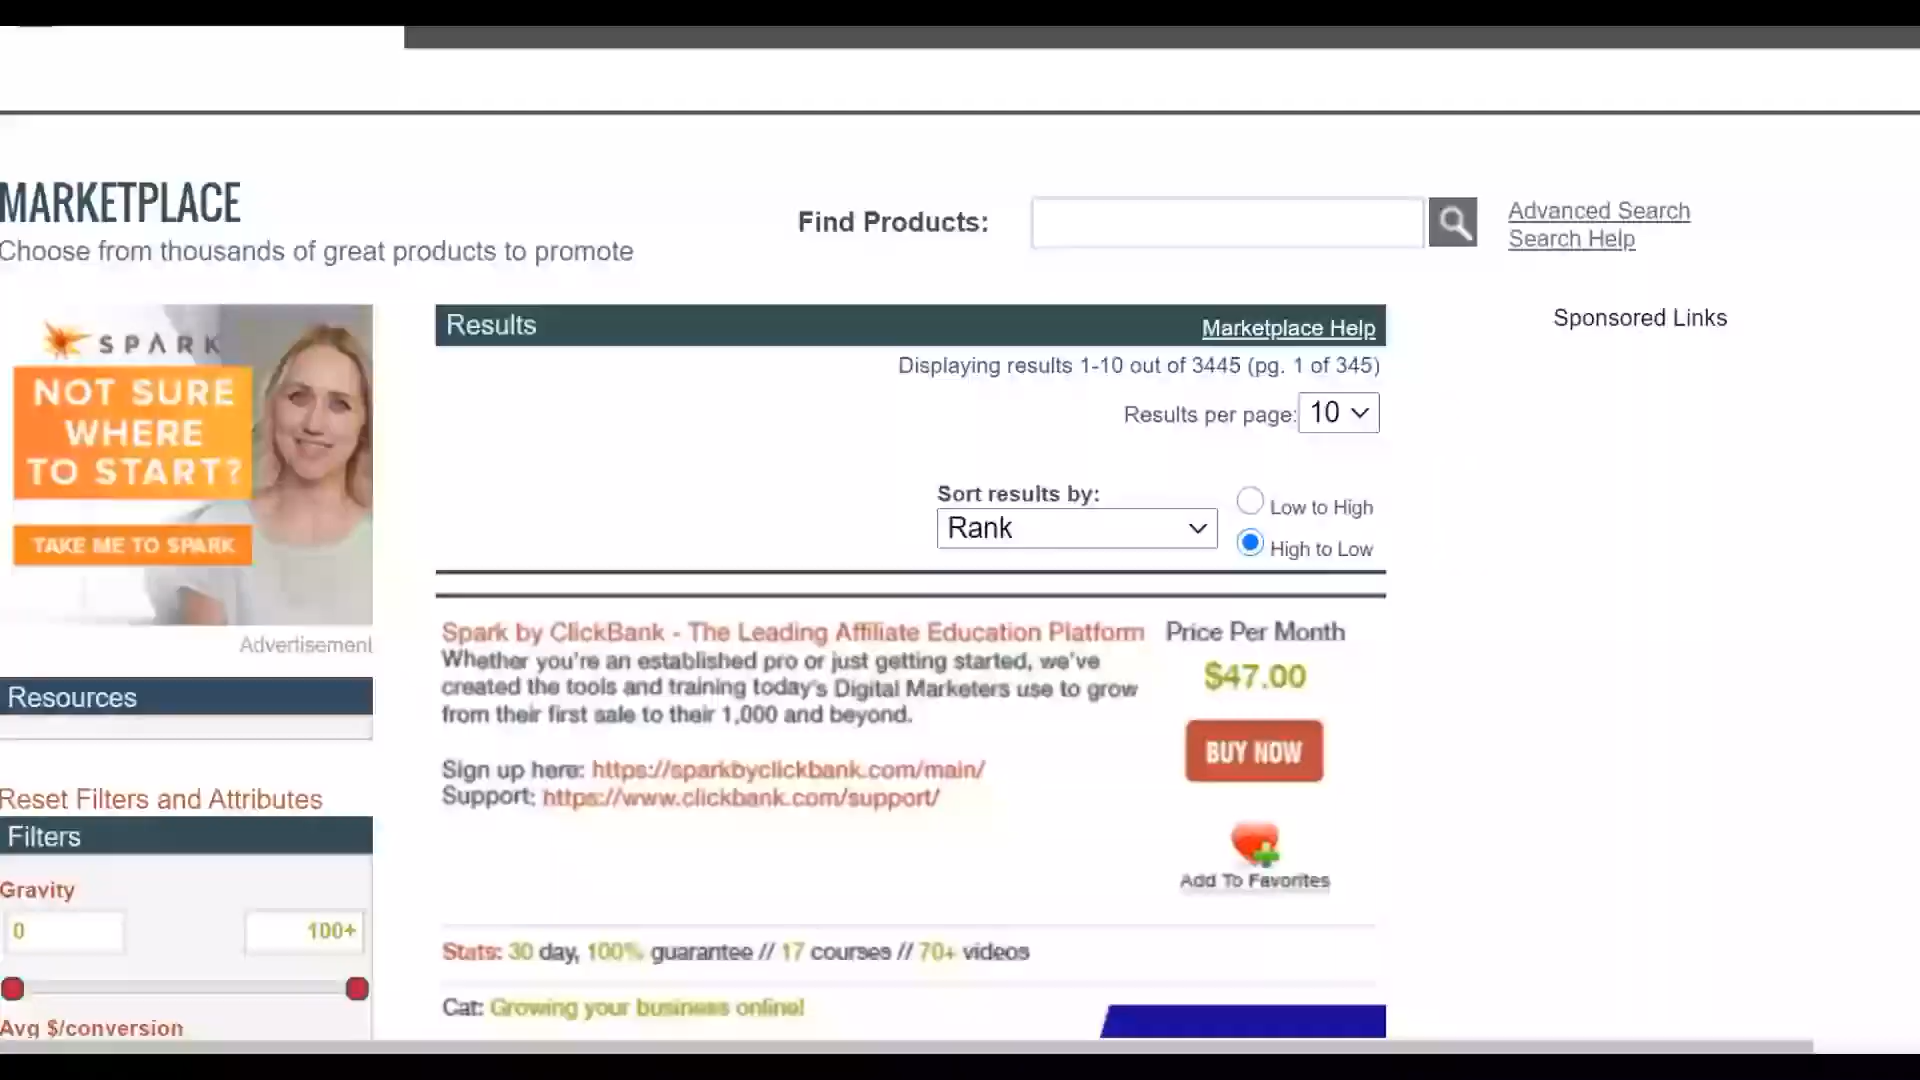 MARKETPLACE
Choose from thousands of great products to promote
Find Products:
Advanced Search
Search Help
SPARK
NOT SURE
WHERE
TO START?
TAKE ME TO SPARK
Advertisement
Resources
Reset Filters and Attributes
Filters
Gravity
0 100+
Avg $/conversion
Results Marketplace Help
Displaying results 1-10 out of 3445 (pg. 1 of 345)
Results per page: 10
Sort results by:
Rank
Low to High
High to Low
Spark by ClickBank - The Leading Affiliate Education Platform
Whether you're an established pro or just getting started, we've
created the tools and training today's Digital Marketers use to grow
from their first sale to their 1,000 and beyond.
Sign up here: https://sparkbyclickbank.com/main/
Support: https://www.clickbank.com/support/
Price Per Month
$47.00
BUY NOW
Add To Favorites
Stats: 30 day, 100% guarantee // 17 courses // 70+ videos
Cat: Growing your business online!
Sponsored Links